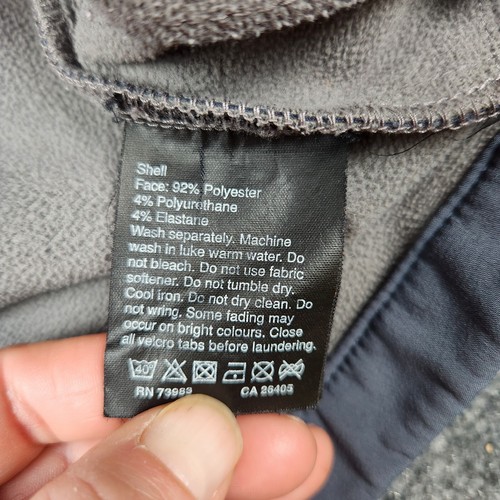 Shell
Face: 92% Polyester
4% Polyurethane
4% Elastane
Wash separately. Machine
wash in luke warm water. Do
not bleach. Do not use fabric
softener. Do not tumble dry.
Cool iron. Do not dry clean. Do
not wring. Some fading may
occur on bright colours. Close
all velcro tabs before laundering.
40°
RN 73983 CA 26405